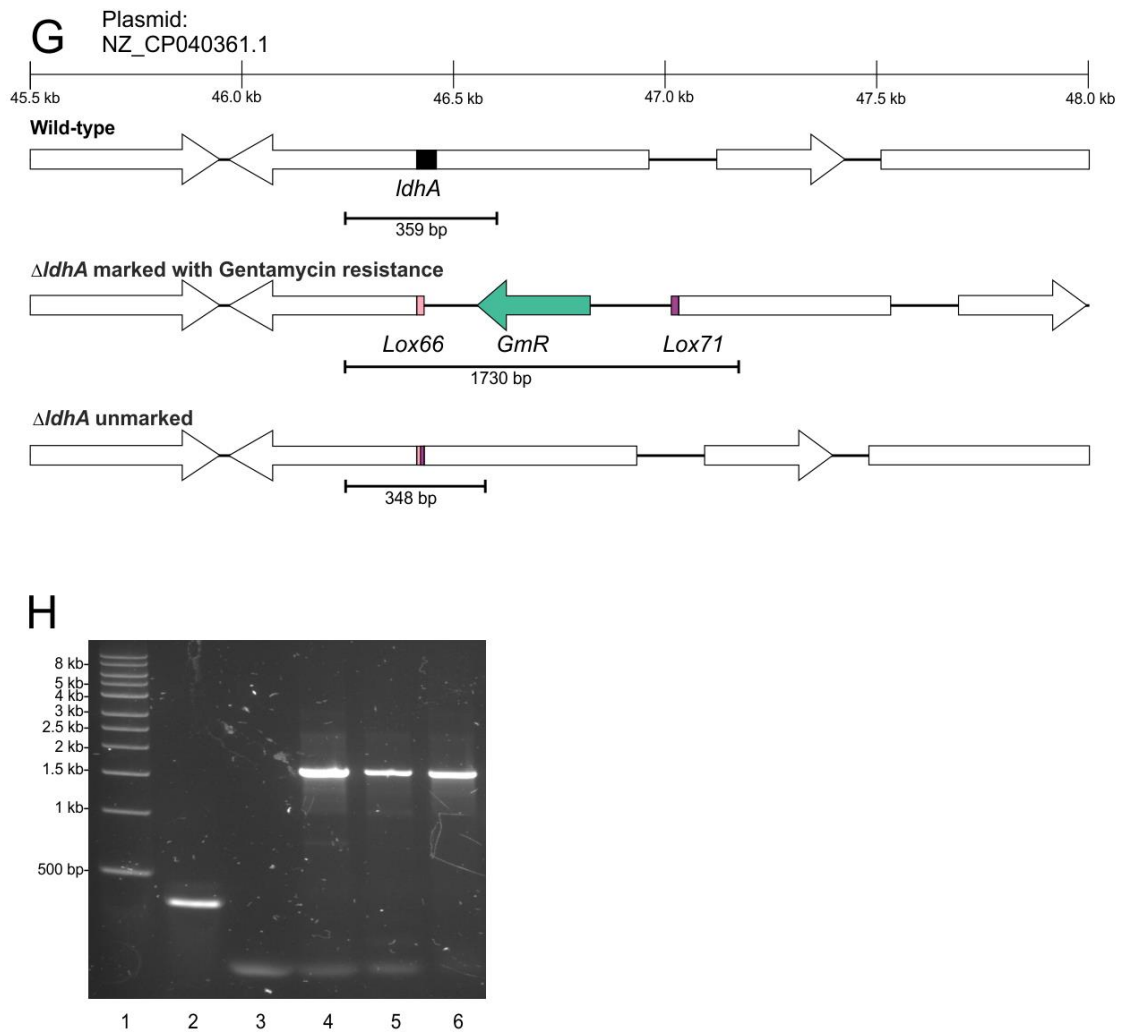 G
Plasmid:
NZ_CP040361.1
45.5 kb 46.0 kb 46.5 kb 47.0 kb 47.5 kb 48.0 kb
Wild-type
ldhA
359 bp
ΔldhA marked with Gentamycin resistance
Lox66 GmR Lox71
1730 bp
ΔldhA unmarked
348 bp
H
8 kb
5 kb
4 kb
3 kb
2.5 kb
2 kb
1.5 kb
1 kb
500 bp
1 2 3 4 5 6